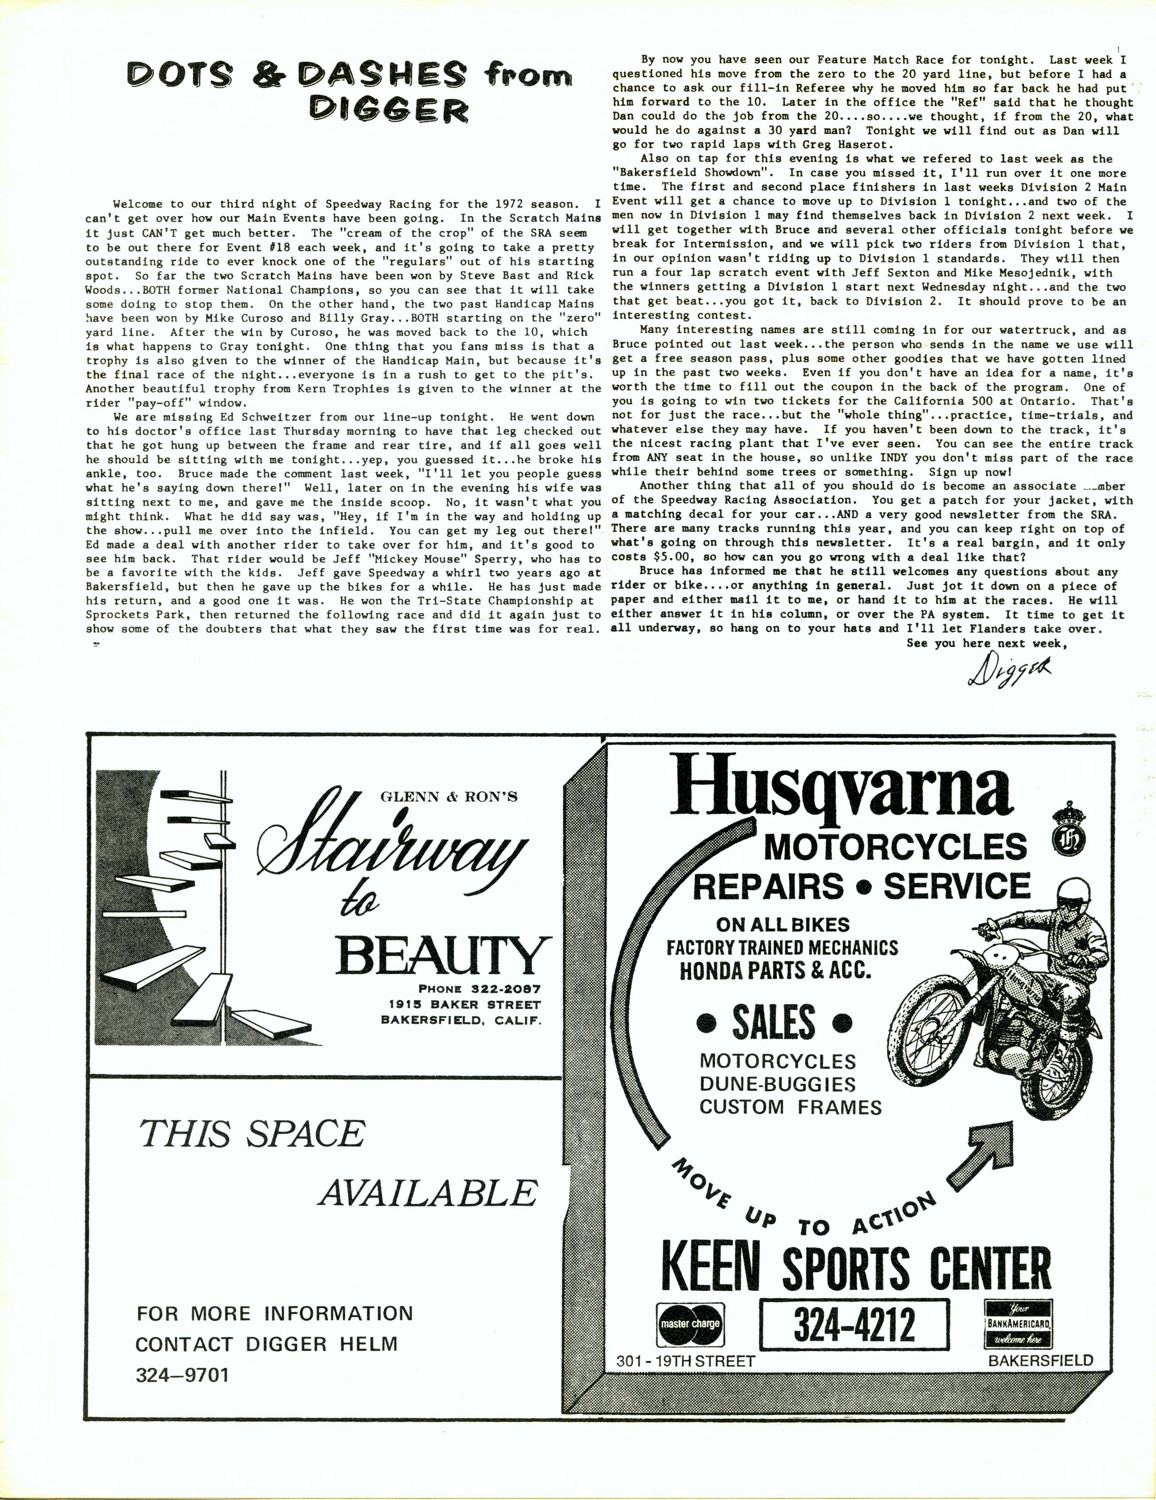 DOTS & DASHES from
DIGGER
Welcome to our third night of Speedway Racing for the 1972 season. I
can't get over how our Main Events have been going. In the Scratch Mains
it just CAN'T get much better. The "cream of the crop" of the SRA seem
to be out there for Event #18 each week, and it's going to take a pretty
outstanding ride to ever knock one of the "regulars" out of his starting
spot. So far the two Scratch Mains have been won by Steve Bast and Rick
Woods...BOTH former National Champions, so you can see that it will take
some doing to stop them. On the other hand, the two past Handicap Mains
have been won by Mike Curoso and Billy Gray...BOTH starting on the "zero"
yard line. After the win by Curoso, he was moved back to the 10, which
is what happens to Gray tonight. One thing that you fans miss is that a
trophy is also given to the winner of the Handicap Main, but because it's
the final race of the night...everyone is in a rush to get to the pit's.
Another beautiful trophy from Kern Trophies is given to the winner at the
rider "pay-off" window.
We are missing Ed Schweitzer from our line-up tonight. He went down
to his doctor's office last Thursday morning to have that leg checked out
that he got hung up between the frame and rear tire, and if all goes well
he should be sitting with me tonight...yep, you guessed it...he broke his
ankle, too. Bruce made the comment last week, "I'll let you people guess
what he's saying down there!" Well, later on in the evening his wife was
sitting next to me, and gave me the inside scoop. No, it wasn't what you
might think. What he did say was, "Hey, if I'm in the way and holding up
the show...pull me over into the infield. You can get my leg out there!"
Ed made a deal with another rider to take over for him, and it's good to
see him back. That rider would be Jeff "Mickey Mouse" Sperry, who has to
be a favorite with the kids. Jeff gave Speedway a whirl two years ago at
Bakersfield, but then he gave up the bikes for a while. He has just made
his return, and a good one it was. He won the Tri-State Championship at
Sprockets Park, then returned the following race and did it again just to
show some of the doubters that what they saw the first time was for real.
By now you have seen our Feature Match Race for tonight. Last week I
questioned his move from the zero to the 20 yard line, but before I had a
chance to ask our fill-in Referee why he moved him so far back he had put
him forward to the 10. Later in the office the "Ref" said that he thought
Dan could do the job from the 20....so....we thought, if from the 20, what
would he do against a 30 yard man? Tonight we will find out as Dan will
go for two rapid laps with Greg Haserot.
Also on tap for this evening is what we refered to last week as the
"Bakersfield Showdown". In case you missed it, I'll run over it one more
time. The first and second place finishers in last weeks Division 2 Main
Event will get a chance to move up to Division 1 tonight...and two of the
men now in Division 1 may find themselves back in Division 2 next week. I
will get together with Bruce and several other officials tonight before we
break for Intermission, and we will pick two riders from Division 1 that,
in our opinion wasn't riding up to Division 1 standards. They will then
run a four lap scratch event with Jeff Sexton and Mike Mesojednik, with
the winners getting a Division 1 start next Wednesday night...and the two
that get beat...you got it, back to Division 2. It should prove to be an
interesting contest.
Many interesting names are still coming in for our watertruck, and as
Bruce pointed out last week...the person who sends in the name we use will
get a free season pass, plus some other goodies that we have gotten lined
up in the past two weeks. Even if you don't have an idea for a name, it's
worth the time to fill out the coupon in the back of the program. One of
you is going to win two tickets for the California 500 at Ontario. That's
not for just the race...but the "whole thing"...practice, time-trials, and
whatever else they may have. If you haven't been down to the track, it's
the nicest racing plant that I've ever seen. You can see the entire track
from ANY seat in the house, so unlike INDY you don't miss part of the race
while their behind some trees or something. Sign up now!
Another thing that all of you should do is become an associate mber
of the Speedway Racing Association. You get a patch for your jacket, with
a matching decal for your car...AND a very good newsletter from the SRA.
There are many tracks running this year, and you can keep right on top of
what's going on through this newsletter. It's a real bargin, and it only
costs $5.00, so how can you go wrong with a deal like that?
Bruce has informed me that he still welcomes any questions about any
rider or bike....or anything in general. Just jot it down on a piece of
paper and either mail it to me, or hand it to him at the races. He will
either answer it in his column, or over the PA system. It time to get it
all underway, so hang on to your hats and I'll let Flanders take over.
See you here next week,
Digger
GLENN & RON'S
Stairway
to
BEAUTY
PHONE 322-2087
1915 BAKER STREET
BAKERSFIELD, CALIF.
THIS SPACE
AVAILABLE
FOR MORE INFORMATION
CONTACT DIGGER HELM
324-9701
Husqvarna
MOTORCYCLES
REPAIRS • SERVICE
ON ALL BIKES
FACTORY TRAINED MECHANICS
HONDA PARTS & ACC.
• SALES •
MOTORCYCLES
DUNE-BUGGIES
CUSTOM FRAMES
MOVE UP TO ACTION
KEEN SPORTS CENTER
master charge
324-4212
Your
BANKAMERICARD
welcome here
301 - 19TH STREET
BAKERSFIELD